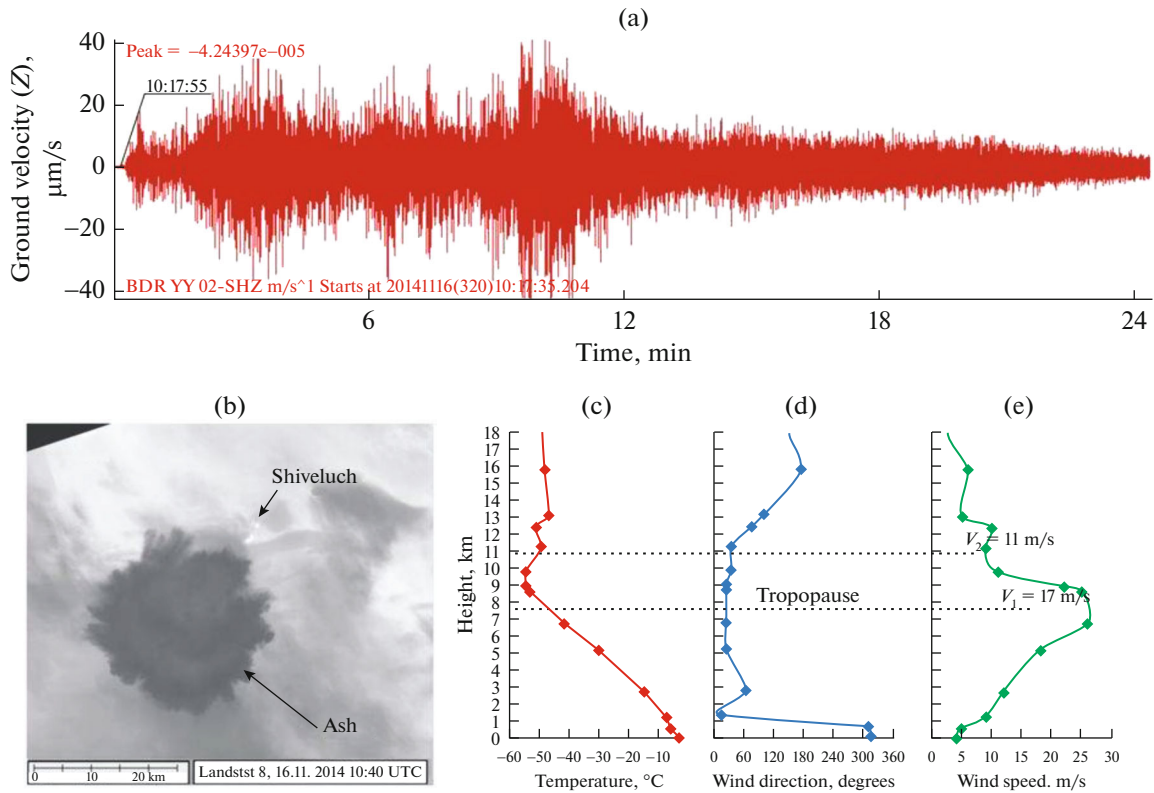 (a)
Ground velocity (Z),
μm/s
40
20
0
−20
−40
Peak = −4.24397e−005
10:17:55
BDR YY 02-SHZ m/s^1 Starts at 20141116(320)10:17:35.204
6
12
18
24
Time, min
(b)
Shiveluch
Ash
0
10
20 km
Landstst 8, 16.11. 2014 10:40 UTC
(c)
Height, km
18
16
14
13
12
11
10
9
8
7
6
5
3
2
1
0
−60 −50 −40 −30 −20 −10
Temperature, °C
(d)
Tropopause
0 60 120 180 240 300 360
Wind direction, degrees
(e)
V2 = 11 m/s
V1 = 17 m/s
0 5 10 15 20 25 30
Wind speed. m/s